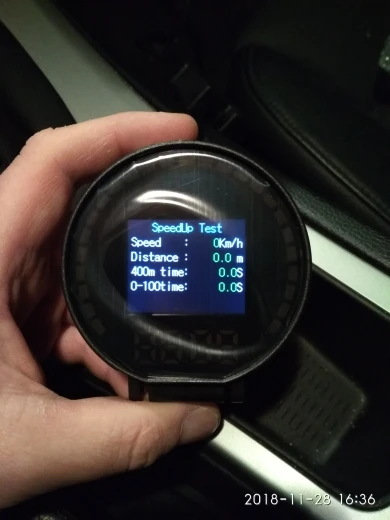 SpeedUp Test
Speed : 0Km/h
Distance : 0.0 m
400m time: 0.0S
0-100time: 0.0S
2018-11-28 16:36